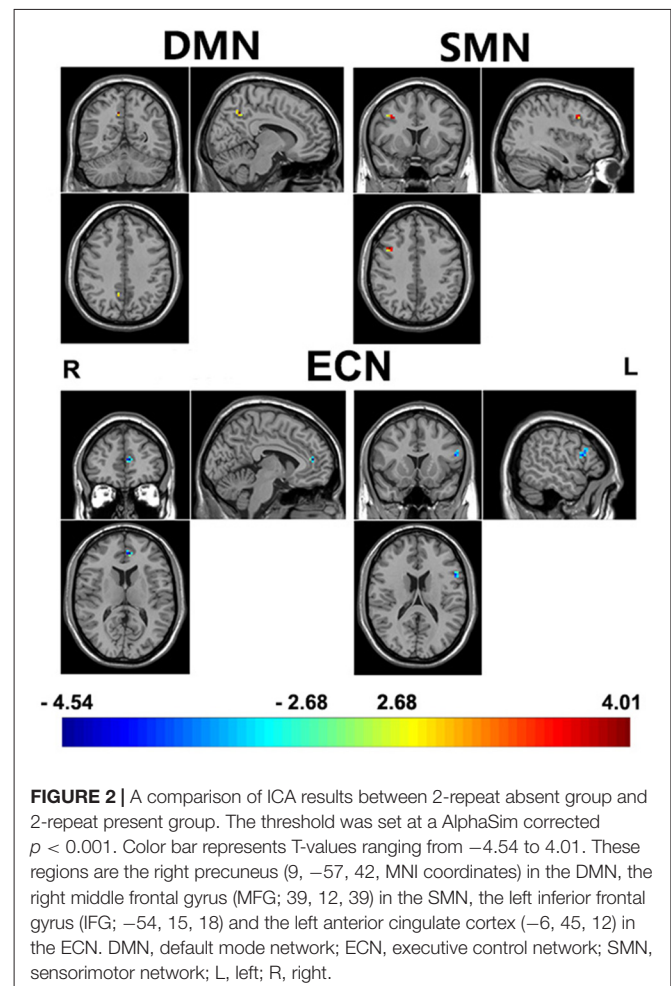 DMN SMN
R ECN L
- 4.54 - 2.68 2.68 4.01
FIGURE 2 | A comparison of ICA results between 2-repeat absent group and
2-repeat present group. The threshold was set at a AlphaSim corrected
p < 0.001. Color bar represents T-values ranging from −4.54 to 4.01. These
regions are the right precuneus (9, −57, 42, MNI coordinates) in the DMN, the
right middle frontal gyrus (MFG; 39, 12, 39) in the SMN, the left inferior frontal
gyrus (IFG; −54, 15, 18) and the left anterior cingulate cortex (−6, 45, 12) in
the ECN. DMN, default mode network; ECN, executive control network; SMN,
sensorimotor network; L, left; R, right.